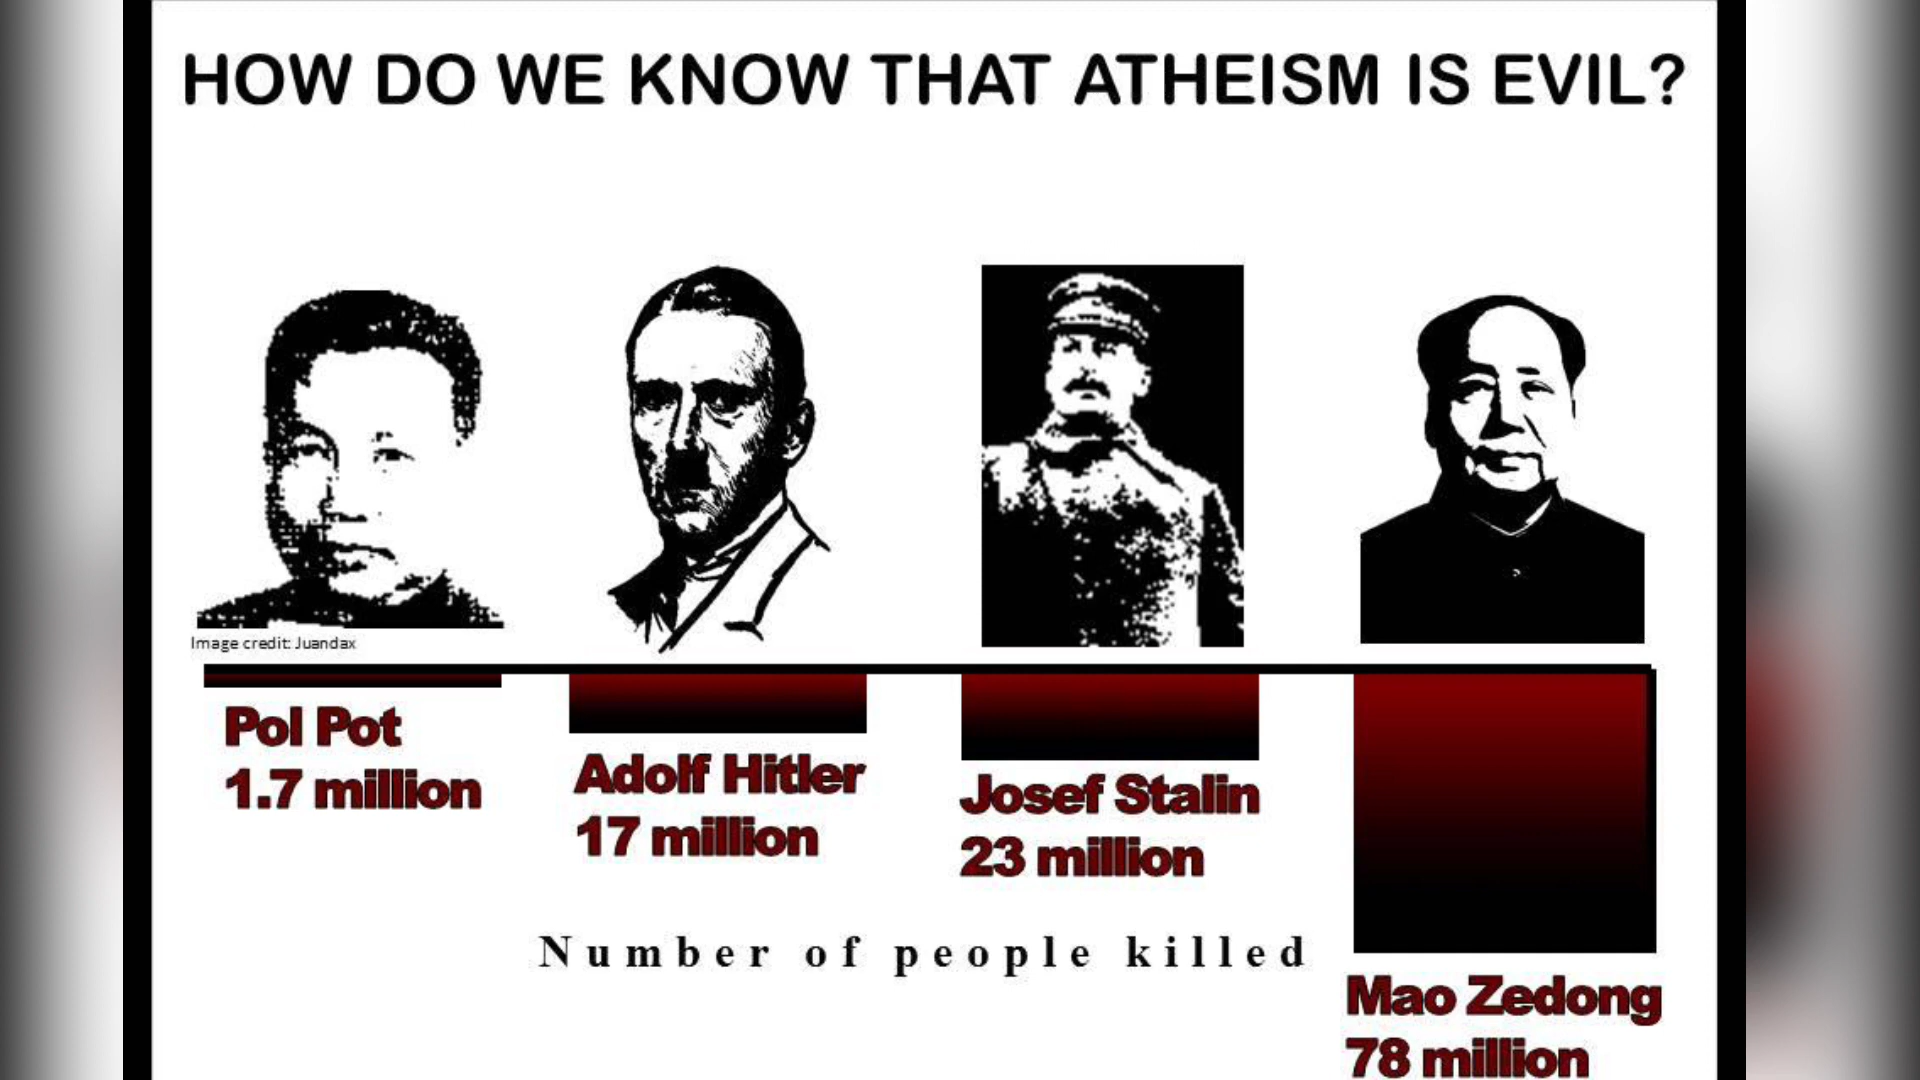 HOW DO WE KNOW THAT ATHEISM IS EVIL?
Image credit: Juandax
Pol Pot
1.7 million
Adolf Hitler
17 million
Josef Stalin
23 million
Mao Zedong
78 million
Number of people killed